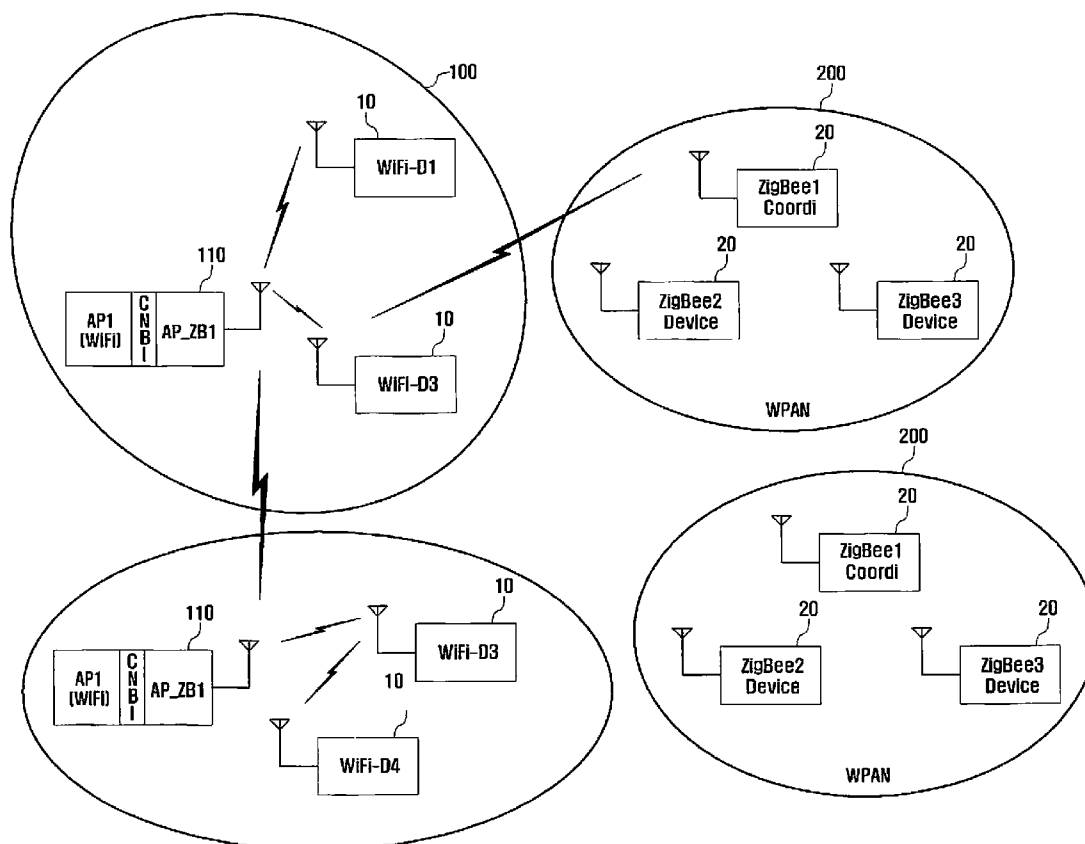 100
10
WiFi-D1
110
AP1
(WiFi)
CNBI
AP_ZB1
10
WiFi-D3
200
20
ZigBee1
Coordi
20
ZigBee2
Device
20
ZigBee3
Device
WPAN
110
AP1
(WiFi)
CNBI
AP_ZB1
10
WiFi-D3
10
WiFi-D4
200
20
ZigBee1
Coordi
20
ZigBee2
Device
20
ZigBee3
Device
WPAN